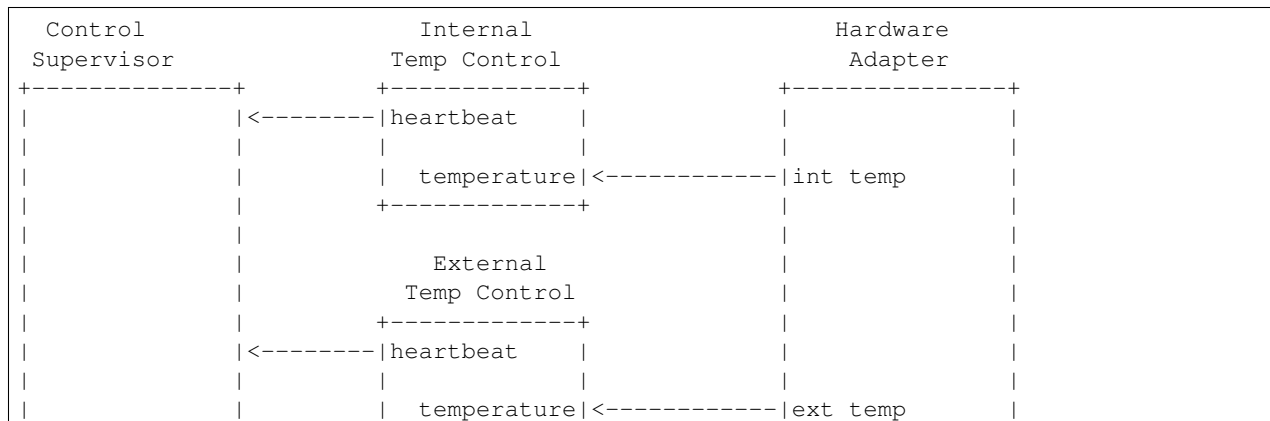 Control                   Internal                     Hardware
 Supervisor               Temp Control                    Adapter
+--------------+         +-------------+             +---------------+
|              |<--------|heartbeat    |             |               |
|              |         |             |             |               |
|              |         |  temperature|<------------|int temp       |
|              |         +-------------+             |               |
|              |                                     |               |
|              |            External                 |               |
|              |          Temp Control               |               |
|              |         +-------------+             |               |
|              |<--------|heartbeat    |             |               |
|              |         |             |             |               |
|              |         |  temperature|<------------|ext temp       |